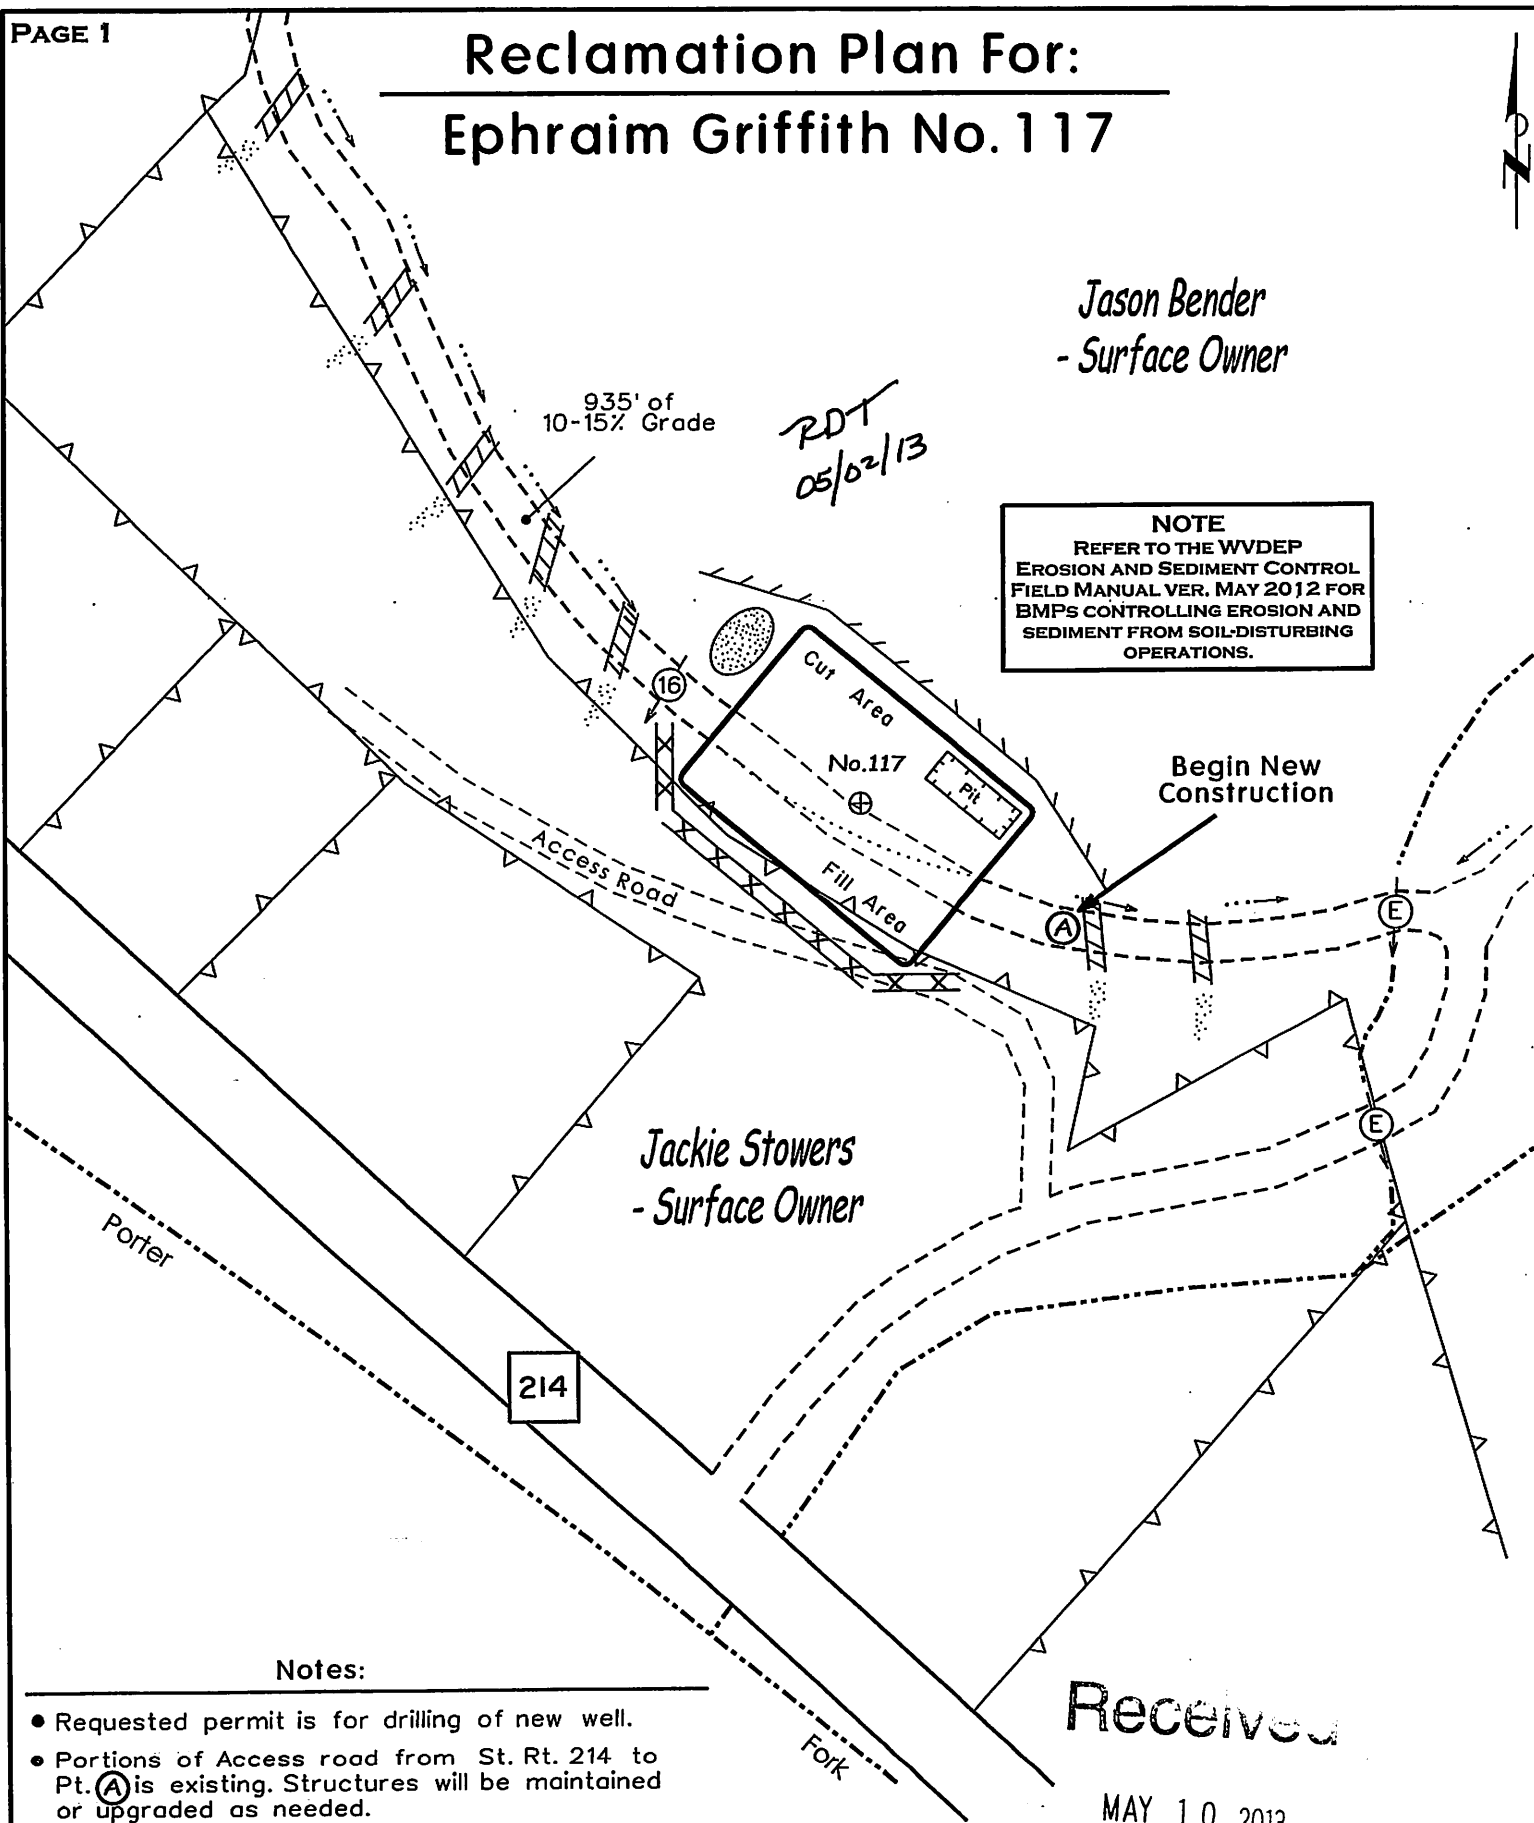 PAGE 1
Reclamation Plan For:
Ephraim Griffith No. 117
N
Jason Bender
- Surface Owner
935' of
10-15% Grade
RDT
05/02/13
NOTE
REFER TO THE WVDEP
EROSION AND SEDIMENT CONTROL
FIELD MANUAL VER. MAY 2012 FOR
BMPS CONTROLLING EROSION AND
SEDIMENT FROM SOIL-DISTURBING
OPERATIONS.
Cut Area
16
No.117
Pit
Begin New
Construction
Access Road
Fill Area
A
E
E
Jackie Stowers
- Surface Owner
Porter
214
Notes:
• Requested permit is for drilling of new well.
• Portions of Access road from St. Rt. 214 to
Pt. A is existing. Structures will be maintained
or upgraded as needed.
Fork
Received
MAY 10 2013